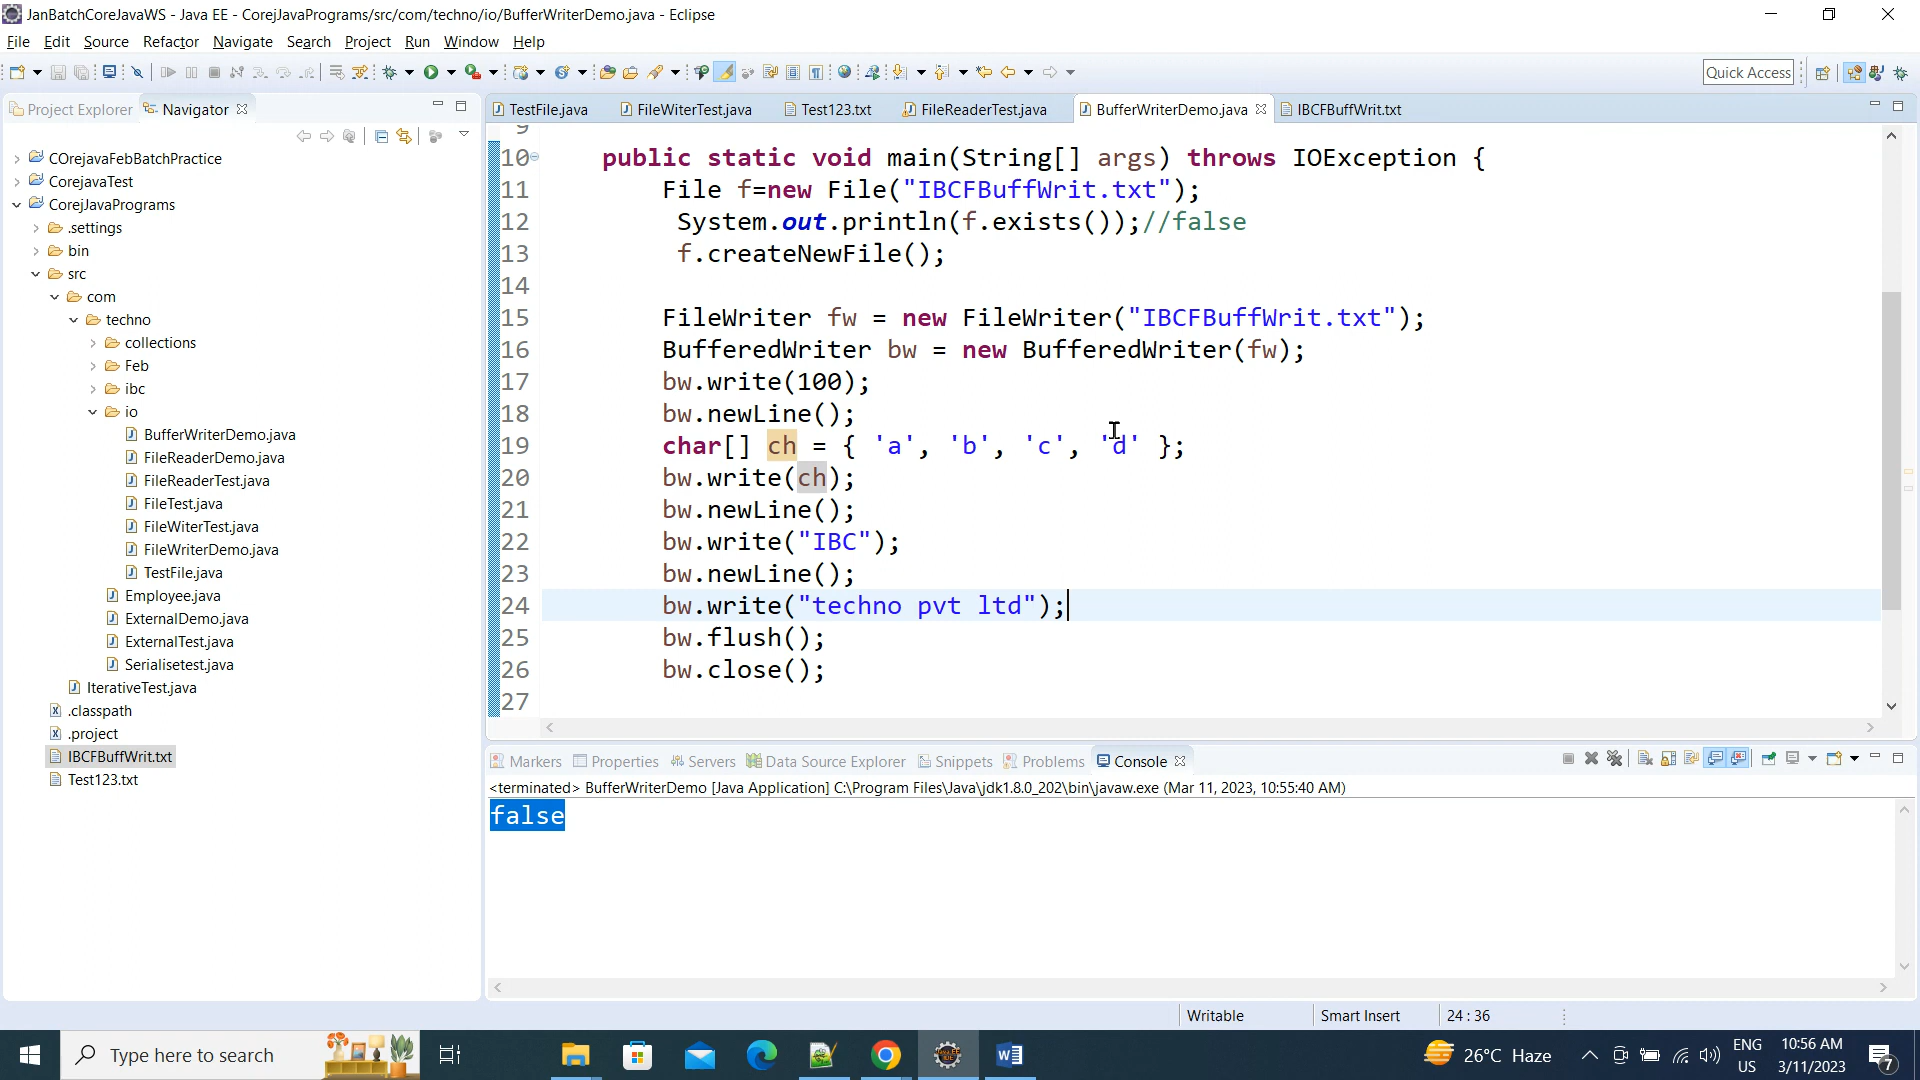 JanBatchCoreJavaWS - Java EE - CorejJavaPrograms/src/com/techno/io/BufferWriterDemo.java - Eclipse
File Edit Source Refactor Navigate Search Project Run Window Help
Quick Access
Project Explorer Navigator
TestFile.java FileWiterTest.java Test123.txt FileReaderTest.java BufferWriterDemo.java IBCFBuffWrit.txt
COrejavaFebBatchPractice
CorejavaTest
CorejJavaPrograms
.settings
bin
src
com
techno
collections
Feb
ibc
io
BufferWriterDemo.java
FileReaderDemo.java
FileReaderTest.java
FileTest.java
FileWiterTest.java
FileWriterDemo.java
TestFile.java
Employee.java
ExternalDemo.java
ExternalTest.java
Serialisetest.java
IterativeTest.java
.classpath
.project
IBCFBuffWrit.txt
Test123.txt
9
10 public static void main(String[] args) throws IOException {
11 File f=new File("IBCFBuffWrit.txt");
12 System.out.println(f.exists());//false
13 f.createNewFile();
14
15 FileWriter fw = new FileWriter("IBCFBuffWrit.txt");
16 BufferedWriter bw = new BufferedWriter(fw);
17 bw.write(100);
18 bw.newLine();
19 char[] ch = { 'a', 'b', 'c', 'd' };
20 bw.write(ch);
21 bw.newLine();
22 bw.write("IBC");
23 bw.newLine();
24 bw.write("techno pvt ltd");
25 bw.flush();
26 bw.close();
27
Markers Properties Servers Data Source Explorer Snippets Problems Console
<terminated> BufferWriterDemo [Java Application] C:\Program Files\Java\jdk1.8.0_202\bin\javaw.exe (Mar 11, 2023, 10:55:40 AM)
false
Writable Smart Insert 24 : 36
Type here to search
26°C Haze
ENG
US
10:56 AM
3/11/2023
7